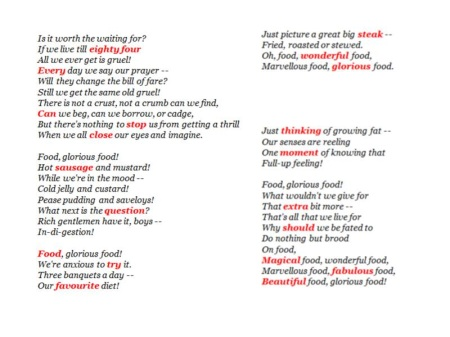 Is it worth the waiting for?
If we live till eighty four
All we ever get is gruel!
Every day we say our prayer --
Will they change the bill of fare?
Still we get the same old gruel!
There is not a crust, not a crumb can we find,
Can we beg, can we borrow, or cadge,
But there's nothing to stop us from getting a thrill
When we all close our eyes and imagine.

Food, glorious food!
Hot sausage and mustard!
While we're in the mood --
Cold jelly and custard!
Pease pudding and saveloys!
What next is the question?
Rich gentlemen have it, boys --
In-di-gestion!

Food, glorious food!
We're anxious to try it.
Three banquets a day --
Our favourite diet!

Just picture a great big steak --
Fried, roasted or stewed.
Oh, food, wonderful food,
Marvellous food, glorious food.

Just thinking of growing fat --
Our senses are reeling
One moment of knowing that
Full-up feeling!

Food, glorious food!
What wouldn't we give for
That extra bit more --
That's all that we live for
Why should we be fated to
Do nothing but brood
On food,
Magical food, wonderful food,
Marvellous food, fabulous food,
Beautiful food, glorious food!